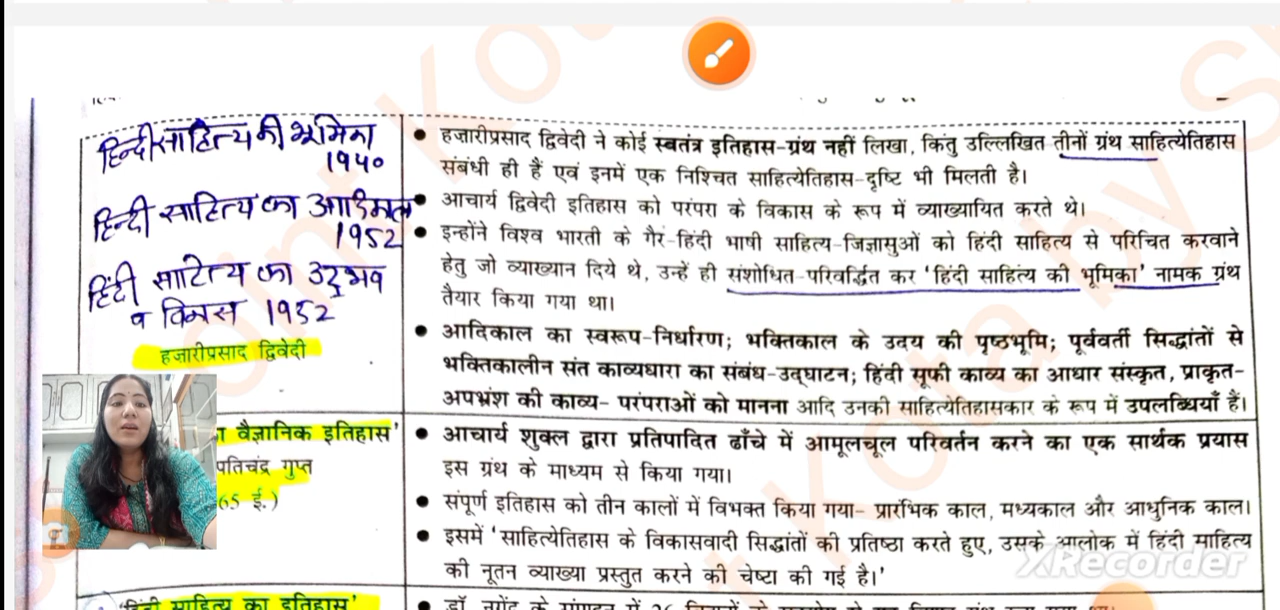 हिन्दी साहित्य की भूमिका
1940
हिन्दी साहित्य का आदिकाल
1952
हिंदी साहित्य का उद्भव
व विकास 1952
हजारीप्रसाद द्विवेदी
● हजारीप्रसाद द्विवेदी ने कोई स्वतंत्र इतिहास-ग्रंथ नहीं लिखा, किंतु उल्लिखित तीनों ग्रंथ साहित्येतिहास
संबंधी ही हैं एवं इनमें एक निश्चित साहित्येतिहास-दृष्टि भी मिलती है।
● आचार्य द्विवेदी इतिहास को परंपरा के विकास के रूप में व्याख्यायित करते थे।
● इन्होंने विश्व भारती के गैर-हिंदी भाषी साहित्य-जिज्ञासुओं को हिंदी साहित्य से परिचित करवाने
हेतु जो व्याख्यान दिये थे, उन्हें ही संशोधित-परिवर्द्धित कर 'हिंदी साहित्य की भूमिका' नामक ग्रंथ
तैयार किया गया था।
● आदिकाल का स्वरूप-निर्धारण; भक्तिकाल के उदय की पृष्ठभूमि; पूर्ववर्ती सिद्धांतों से
भक्तिकालीन संत काव्यधारा का संबंध-उद्घाटन; हिंदी सूफी काव्य का आधार संस्कृत, प्राकृत-
अपभ्रंश की काव्य- परंपराओं को मानना आदि उनकी साहित्येतिहासकार के रूप में उपलब्धियाँ हैं।
वैज्ञानिक इतिहास'
पतिचंद्र गुप्त
65 ई.)
● आचार्य शुक्ल द्वारा प्रतिपादित ढाँचे में आमूलचूल परिवर्तन करने का एक सार्थक प्रयास
इस ग्रंथ के माध्यम से किया गया।
● संपूर्ण इतिहास को तीन कालों में विभक्त किया गया- प्रारंभिक काल, मध्यकाल और आधुनिक काल।
● इसमें 'साहित्येतिहास के विकासवादी सिद्धांतों की प्रतिष्ठा करते हुए, उसके आलोक में हिंदी साहित्य
की नूतन व्याख्या प्रस्तुत करने की चेष्टा की गई है।'
XRecorder
'हिंदी साहित्य का इतिहास'
● डॉ. नगेंद्र के